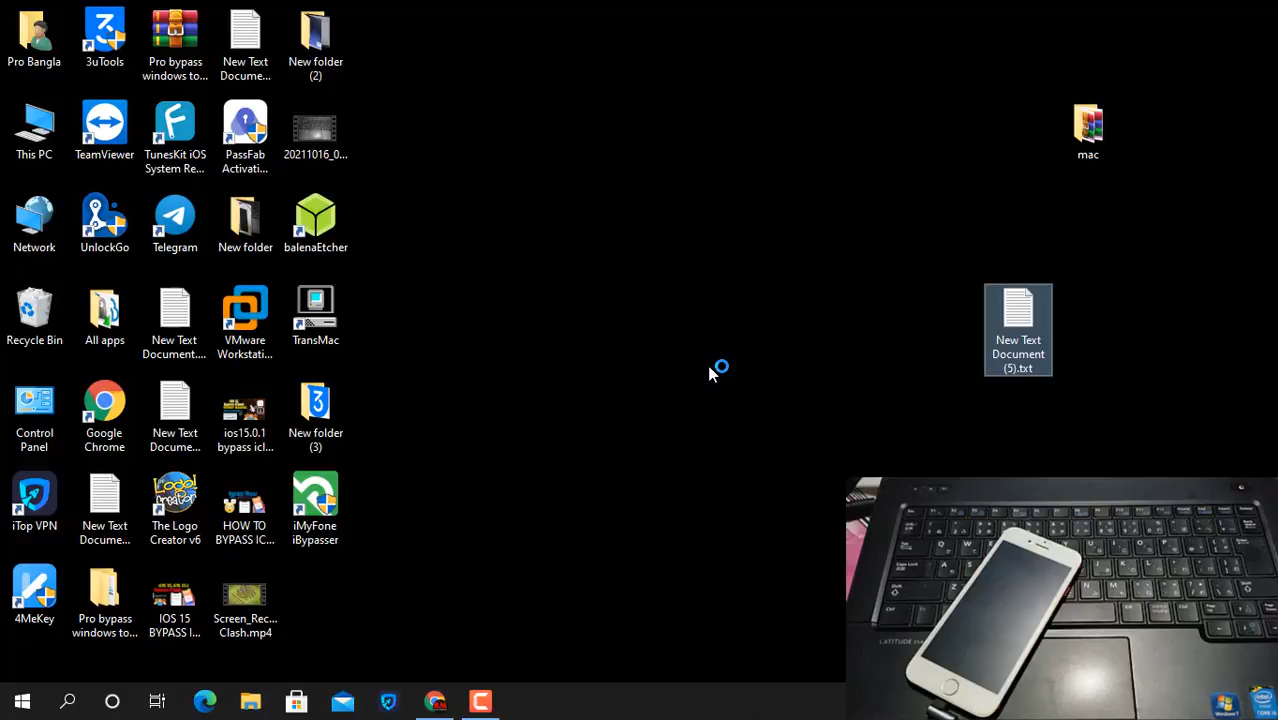 Pro Bangla
3uTools
Pro bypass
windows to...
New Text
Docume...
New folder
(2)
This PC
TeamViewer
TunesKit iOS
System Re...
PassFab
Activati...
20211016_0...
mac
Network
UnlockGo
Telegram
New folder
balenaEtcher
Recycle Bin
All apps
New Text
Document....
VMware
Workstati...
TransMac
New Text
Document
(5).txt
Control
Panel
Google
Chrome
New Text
Docume...
ios15.0.1
bypass icl...
New folder
(3)
iTop VPN
New Text
Docume...
The Logo
Creator v6
HOW TO
BYPASS IC...
iMyFone
iBypasser
4MeKey
Pro bypass
windows to...
IOS 15
BYPASS I...
Screen_Rec...
Clash.mp4
LATITUDE
Windows 7